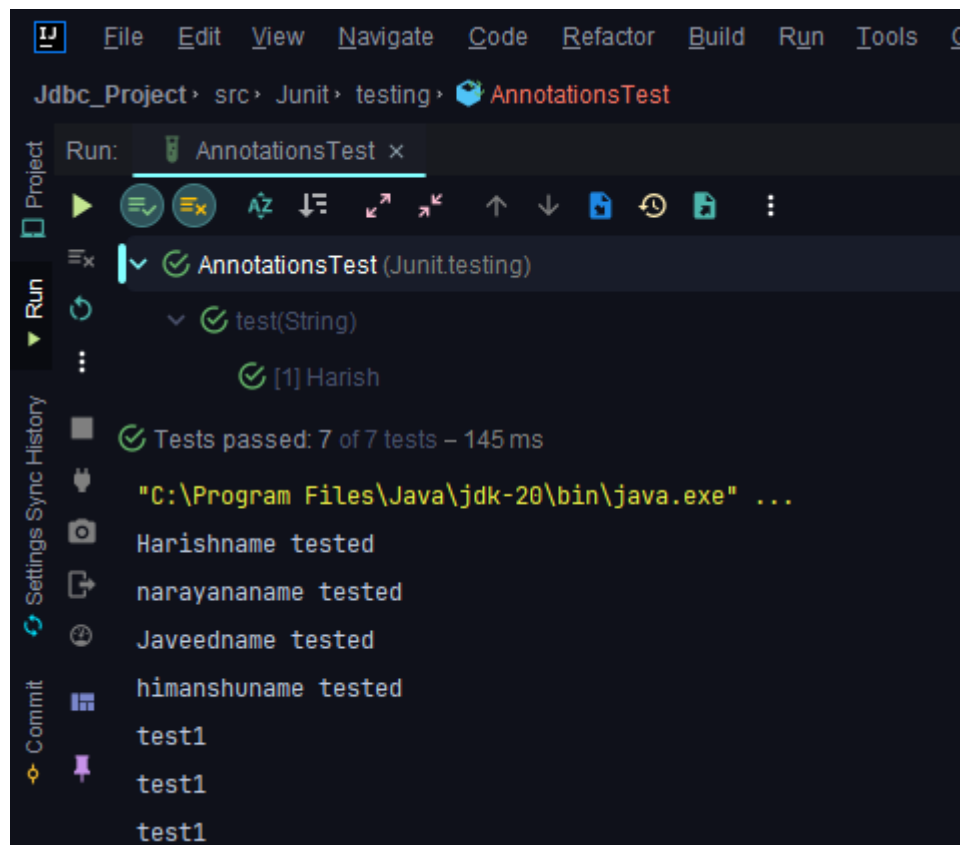 IJ File Edit View Navigate Code Refactor Build Run Tools
Jdbc_Project › src › Junit › testing › AnnotationsTest
Project
Run
Settings Sync History
Commit
Run: AnnotationsTest ×
AnnotationsTest (Junit.testing)
test(String)
[1] Harish
Tests passed: 7 of 7 tests – 145 ms
"C:\Program Files\Java\jdk-20\bin\java.exe" ...
Harishname tested
narayananame tested
Javeedname tested
himanshuname tested
test1
test1
test1